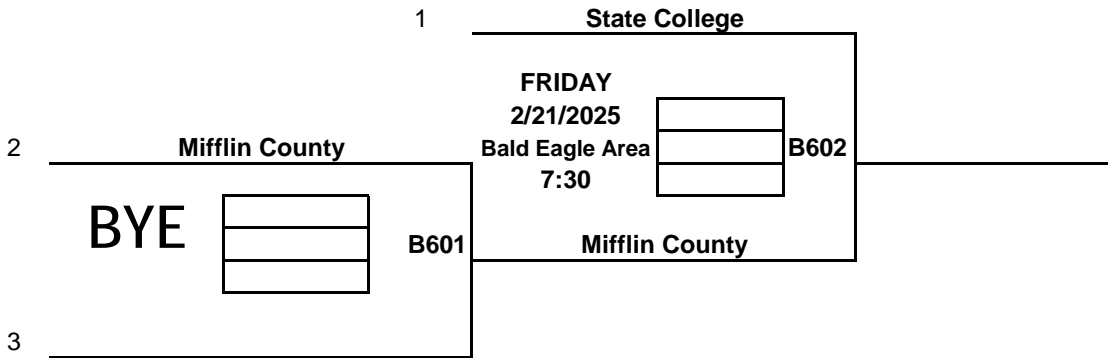 1 State College
FRIDAY
2/21/2025
2 Mifflin County Bald Eagle Area B602
7:30
BYE
B601 Mifflin County
3